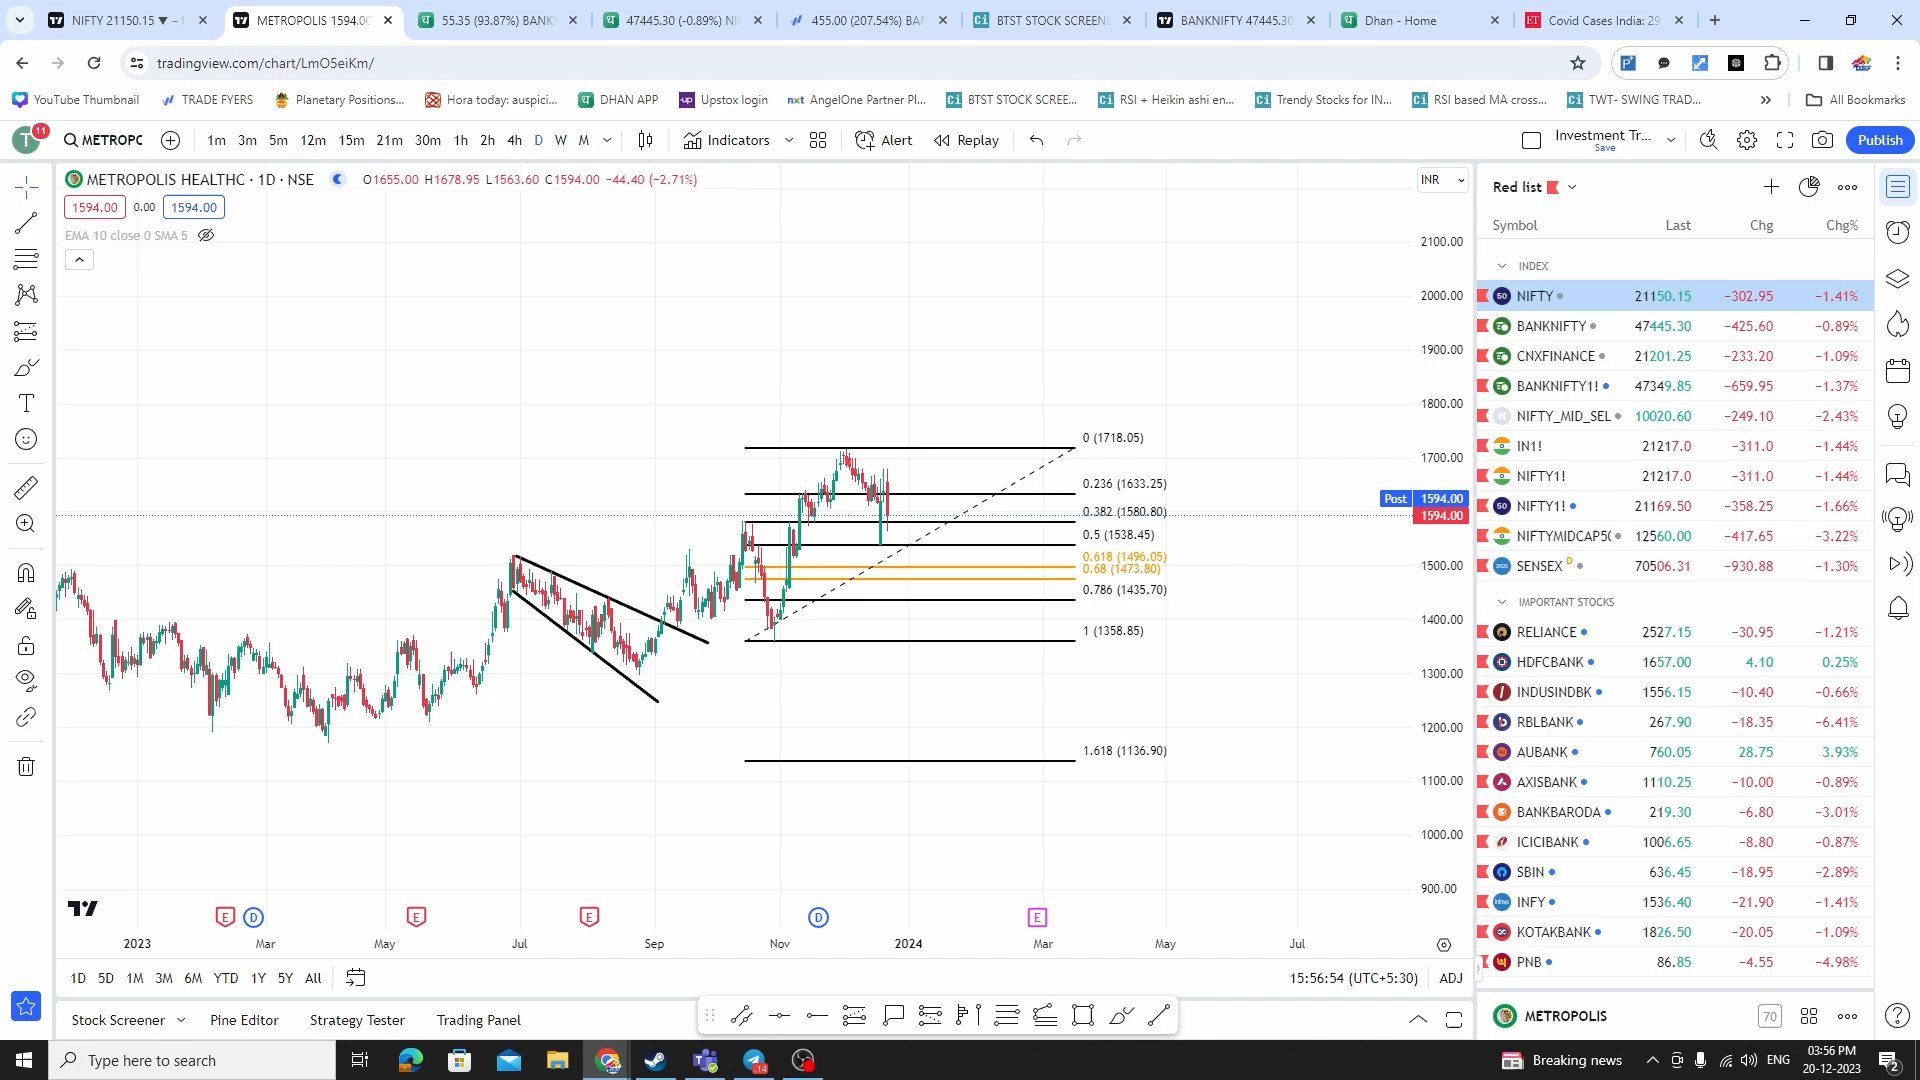 NIFTY 21150.15 ▼ −1
METROPOLIS 1594.00
55.35 (93.87%) BANK
47445.30 (-0.89%) NI
455.00 (207.54%) BAN
BTST STOCK SCREENE
BANKNIFTY 47445.30
Dhan - Home
Covid Cases India: 29
tradingview.com/chart/LmO5eiKm/
YouTube Thumbnail
TRADE FYERS
Planetary Positions...
Hora today: auspici...
DHAN APP
Upstox login
AngelOne Partner Pl...
BTST STOCK SCREE...
RSI + Heikin ashi en...
Trendy Stocks for IN...
RSI based MA cross...
TWT- SWING TRAD...
All Bookmarks
T 11
METROPC
1m 3m 5m 12m 15m 21m 30m 1h 2h 4h D W M
Indicators
Alert
Replay
Investment Tr...
Save
Publish
METROPOLIS HEALTHC · 1D · NSE O1655.00 H1678.95 L1563.60 C1594.00 −44.40 (−2.71%)
1594.00 0.00 1594.00
EMA 10 close 0 SMA 5
INR
2100.00
2000.00
1900.00
1800.00
1700.00
Post 1594.00
1594.00
1500.00
1400.00
1300.00
1200.00
1100.00
1000.00
900.00
0 (1718.05)
0.236 (1633.25)
0.382 (1580.80)
0.5 (1538.45)
0.618 (1496.05)
0.68 (1473.80)
0.786 (1435.70)
1 (1358.85)
1.618 (1136.90)
E D E E D E
2023 Mar May Jul Sep Nov 2024 Mar May Jul
1D 5D 1M 3M 6M YTD 1Y 5Y All
15:56:54 (UTC+5:30) ADJ
Stock Screener
Pine Editor
Strategy Tester
Trading Panel
Red list
Symbol Last Chg Chg%
INDEX
NIFTY 21150.15 −302.95 −1.41%
BANKNIFTY 47445.30 −425.60 −0.89%
CNXFINANCE 21201.25 −233.20 −1.09%
BANKNIFTY1! 47349.85 −659.95 −1.37%
NIFTY_MID_SEL 10020.60 −249.10 −2.43%
IN1! 21217.0 −311.0 −1.44%
NIFTY1! 21217.0 −311.0 −1.44%
NIFTY1! 21169.50 −358.25 −1.66%
NIFTYMIDCAP5( 12560.00 −417.65 −3.22%
SENSEX D 70506.31 −930.88 −1.30%
IMPORTANT STOCKS
RELIANCE 2527.15 −30.95 −1.21%
HDFCBANK 1657.00 4.10 0.25%
INDUSINDBK 1556.15 −10.40 −0.66%
RBLBANK 267.90 −18.35 −6.41%
AUBANK 760.05 28.75 3.93%
AXISBANK 1110.25 −10.00 −0.89%
BANKBARODA 219.30 −6.80 −3.01%
ICICIBANK 1006.65 −8.80 −0.87%
SBIN 636.45 −18.95 −2.89%
INFY 1536.40 −21.90 −1.41%
KOTAKBANK 1826.50 −20.05 −1.09%
PNB 86.85 −4.55 −4.98%
METROPOLIS
70
Type here to search
Breaking news
ENG
03:56 PM
20-12-2023
2